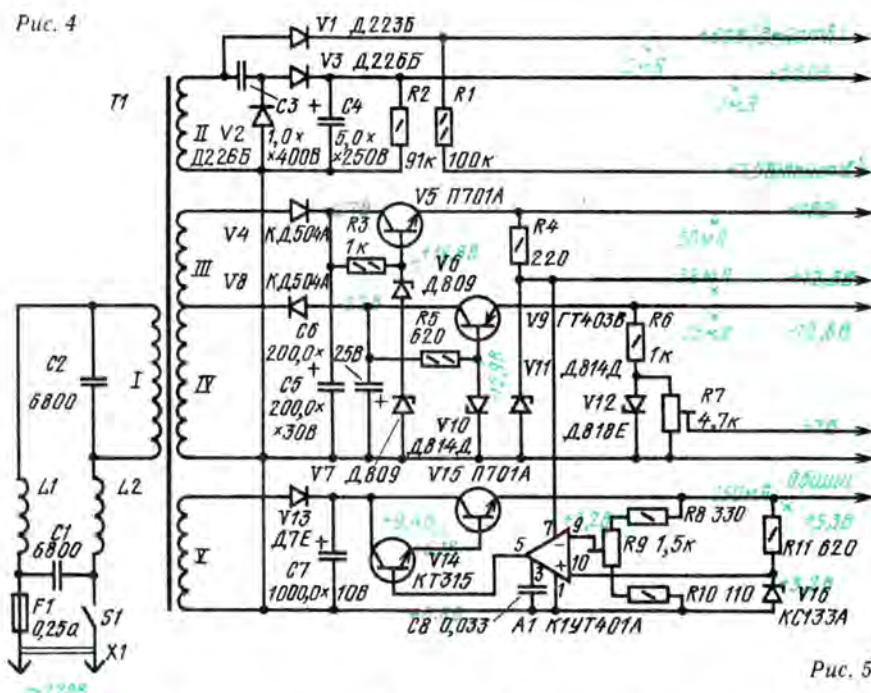 Рис. 4
V1 Д223Б
V3 Д226Б
T1
C3
C4
R2
R1
II V2
Д226Б
1,0×
×400В
5,0×
×250В
91к
100к
V5 П701А
V4 КД504А
R3
1к
R4
220
III
V8 КД504А
V6
Д809
C6
200,0×
25В
R5
620
V9 ГТ403В
R6
1к
C2
6800
I
IV
C5
200,0×
×30В
V11
Д814Д
V12
Д818Е
R7
4,7к
V10
Д814Д
L1
L2
V7 Д809
V15 П701А
Общий
V13
Д7Е
+9,4В
R8 330
+5,3В
C1
6800
V
V14
КТ315
5
7
9
10
3
1
R9 1,5к
R11 620
C7
1000,0×10В
R10 110
V16
КС133А
F1
0,25а
S1
C8 0,033
A1 К1УТ401А
X1
Рис. 5